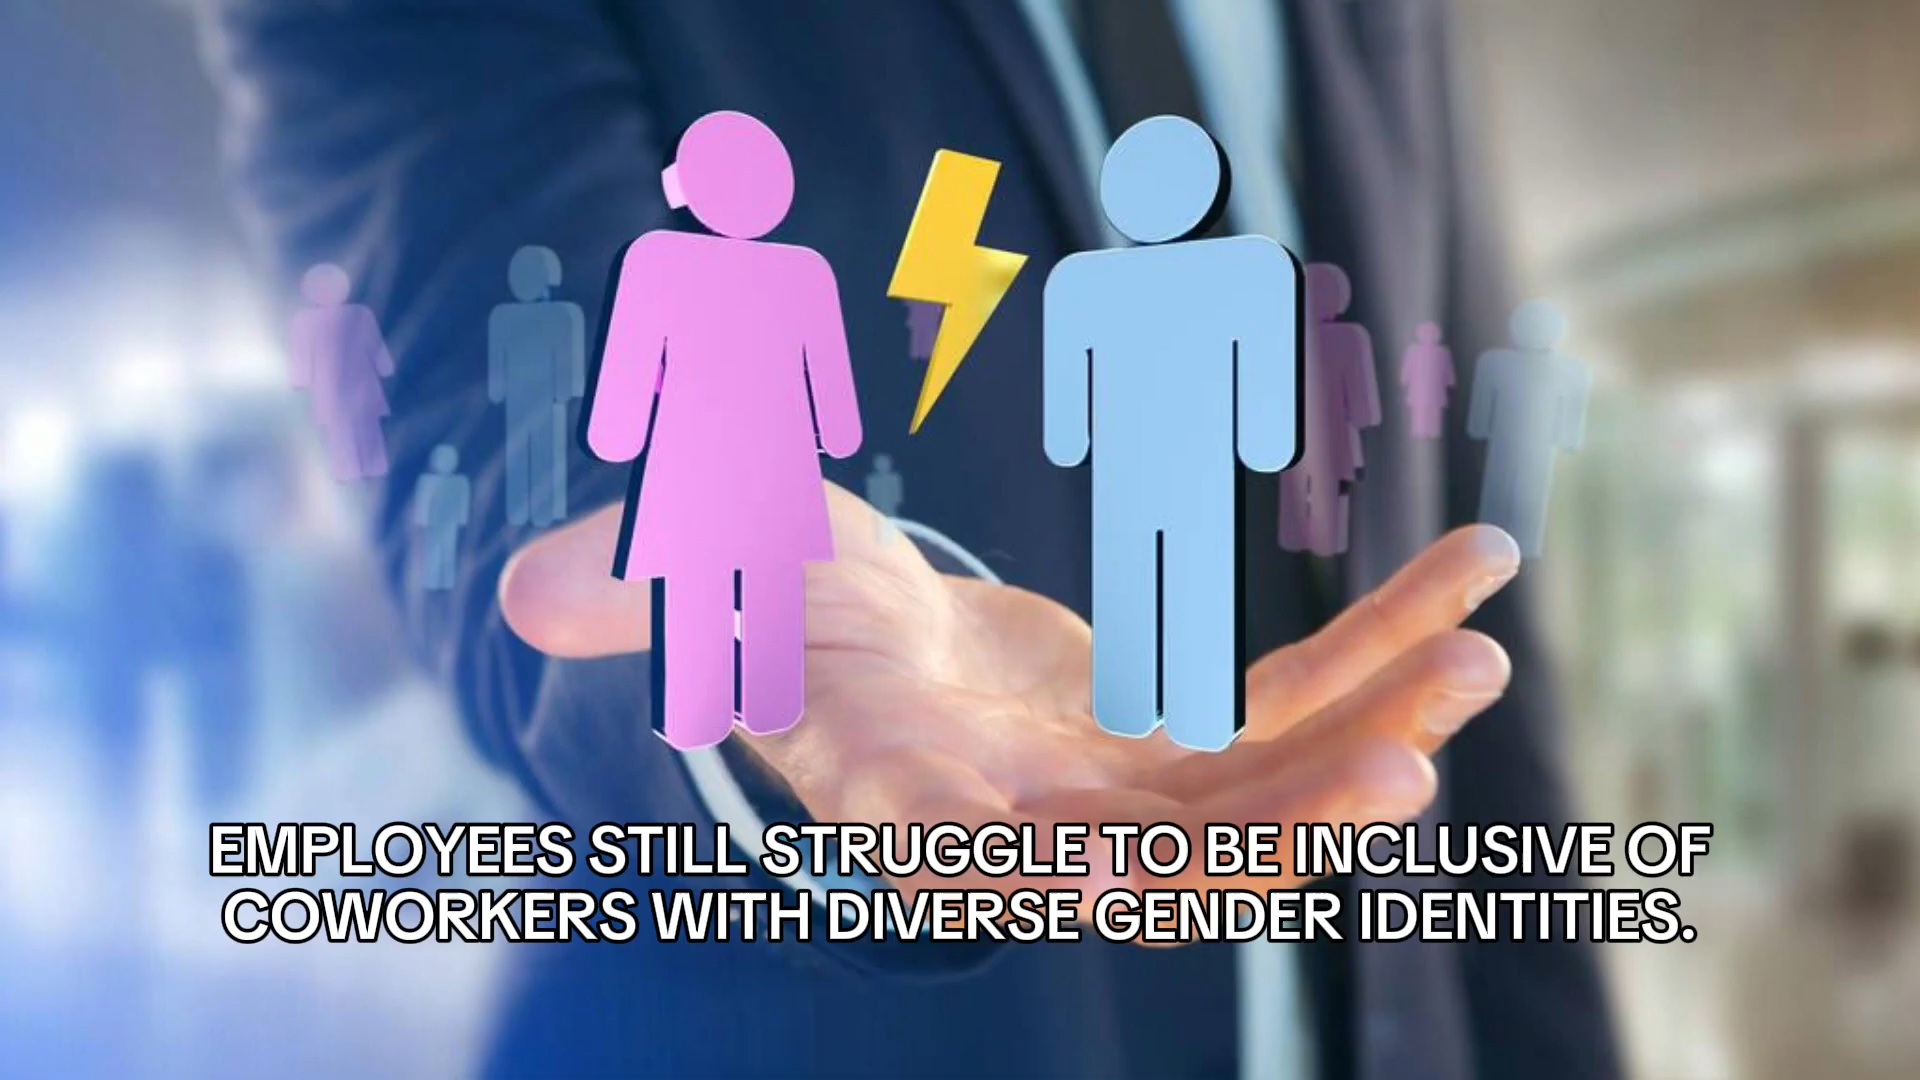 EMPLOYEES STILL STRUGGLE TO BE INCLUSIVE OF
COWORKERS WITH DIVERSE GENDER IDENTITIES.